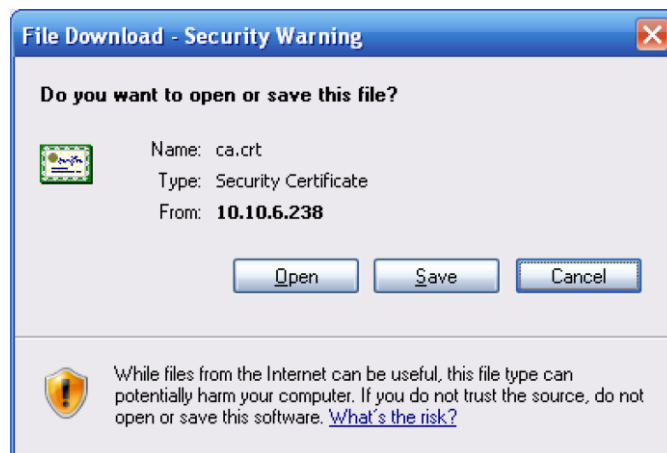 File Download - Security Warning
Do you want to open or save this file?
Name: ca.crt
Type: Security Certificate
From: 10.10.6.238
Open Save Cancel
While files from the Internet can be useful, this file type can
potentially harm your computer. If you do not trust the source, do not
open or save this software. What's the risk?